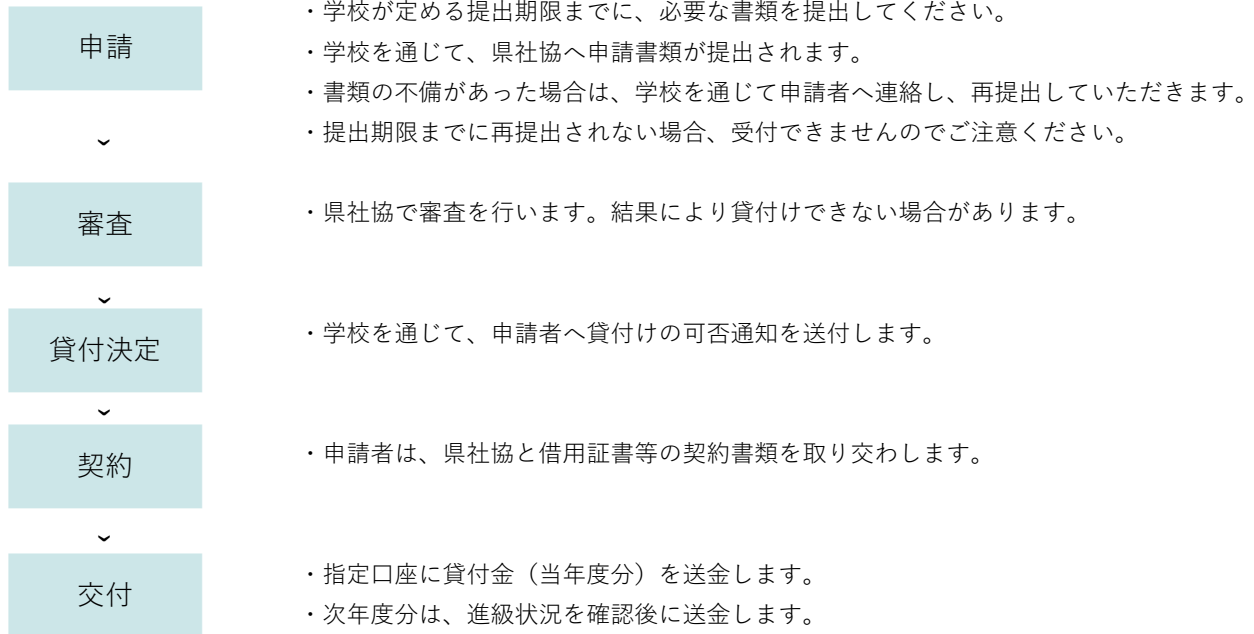 申請
・学校が定める提出期限までに、必要な書類を提出してください。
・学校を通じて、県社協へ申請書類が提出されます。
・書類の不備があった場合は、学校を通じて申請者へ連絡し、再提出していただきます。
・提出期限までに再提出されない場合、受付できませんのでご注意ください。
審査
・県社協で審査を行います。結果により貸付けできない場合があります。
貸付決定
・学校を通じて、申請者へ貸付けの可否通知を送付します。
契約
・申請者は、県社協と借用証書等の契約書類を取り交わします。
交付
・指定口座に貸付金（当年度分）を送金します。
・次年度分は、進級状況を確認後に送金します。